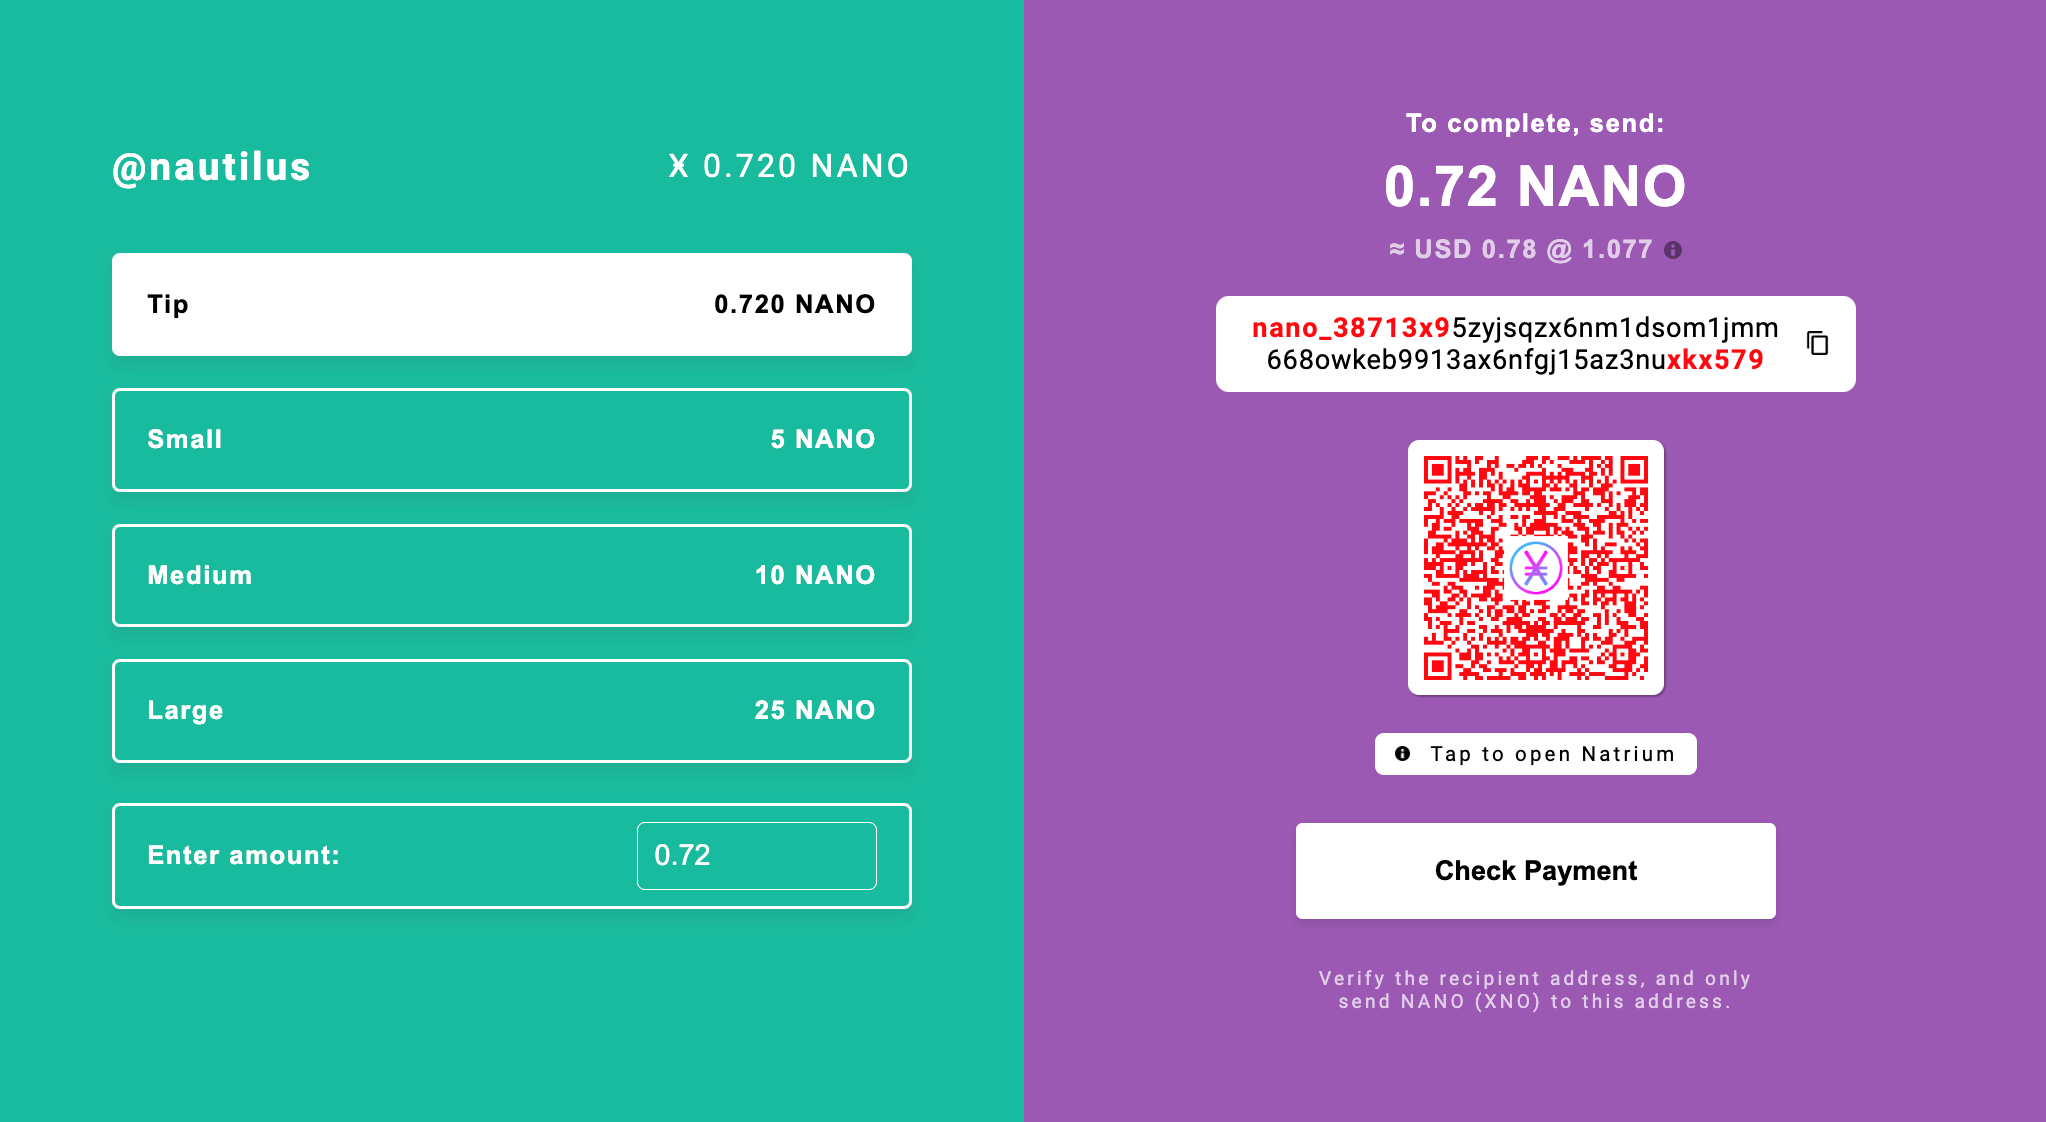 @nautilus
Ӿ 0.720 NANO
Tip
0.720 NANO
Small
5 NANO
Medium
10 NANO
Large
25 NANO
Enter amount:
0.72
To complete, send:
0.72 NANO
≈ USD 0.78 @ 1.077
nano_38713x95zyjsqzx6nm1dsom1jmm
668owkeb9913ax6nfgj15az3nuxkx579
Tap to open Natrium
Check Payment
Verify the recipient address, and only
send NANO (XNO) to this address.